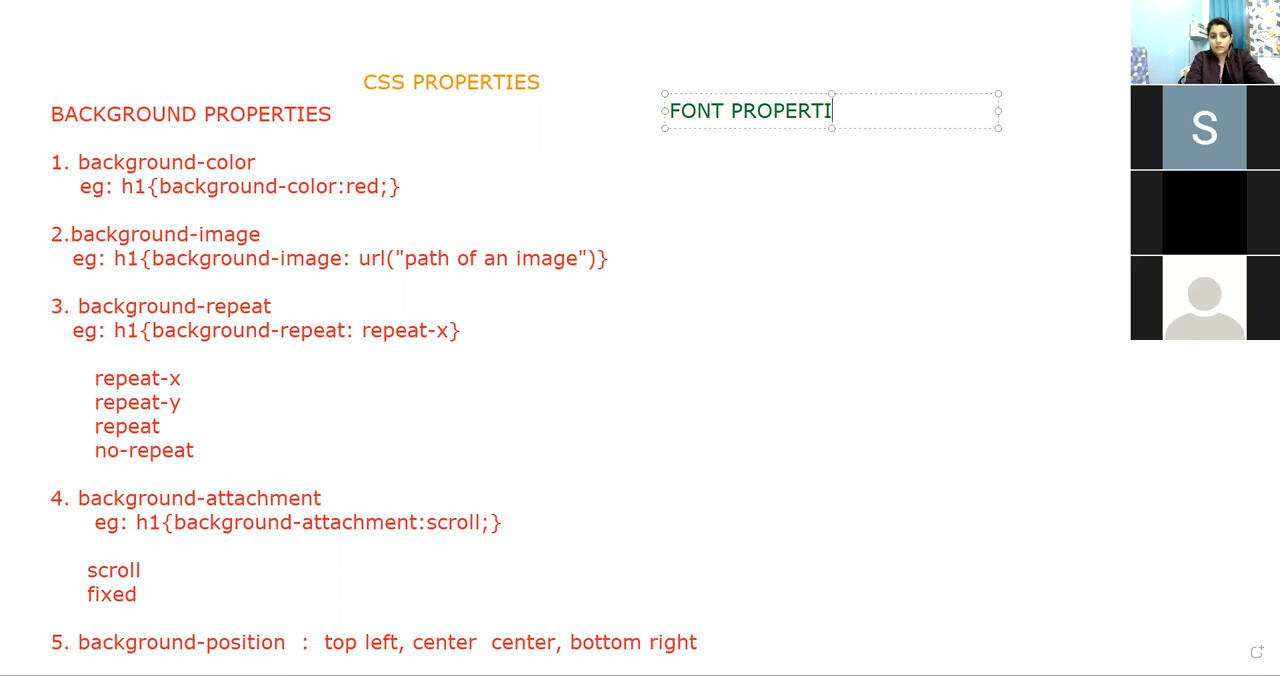 CSS PROPERTIES
BACKGROUND PROPERTIES
1. background-color
eg: h1{background-color:red;}
2.background-image
eg: h1{background-image: url("path of an image")}
3. background-repeat
eg: h1{background-repeat: repeat-x}
repeat-x
repeat-y
repeat
no-repeat
4. background-attachment
eg: h1{background-attachment:scroll;}
scroll
fixed
5. background-position : top left, center center, bottom right
FONT PROPERTI
S